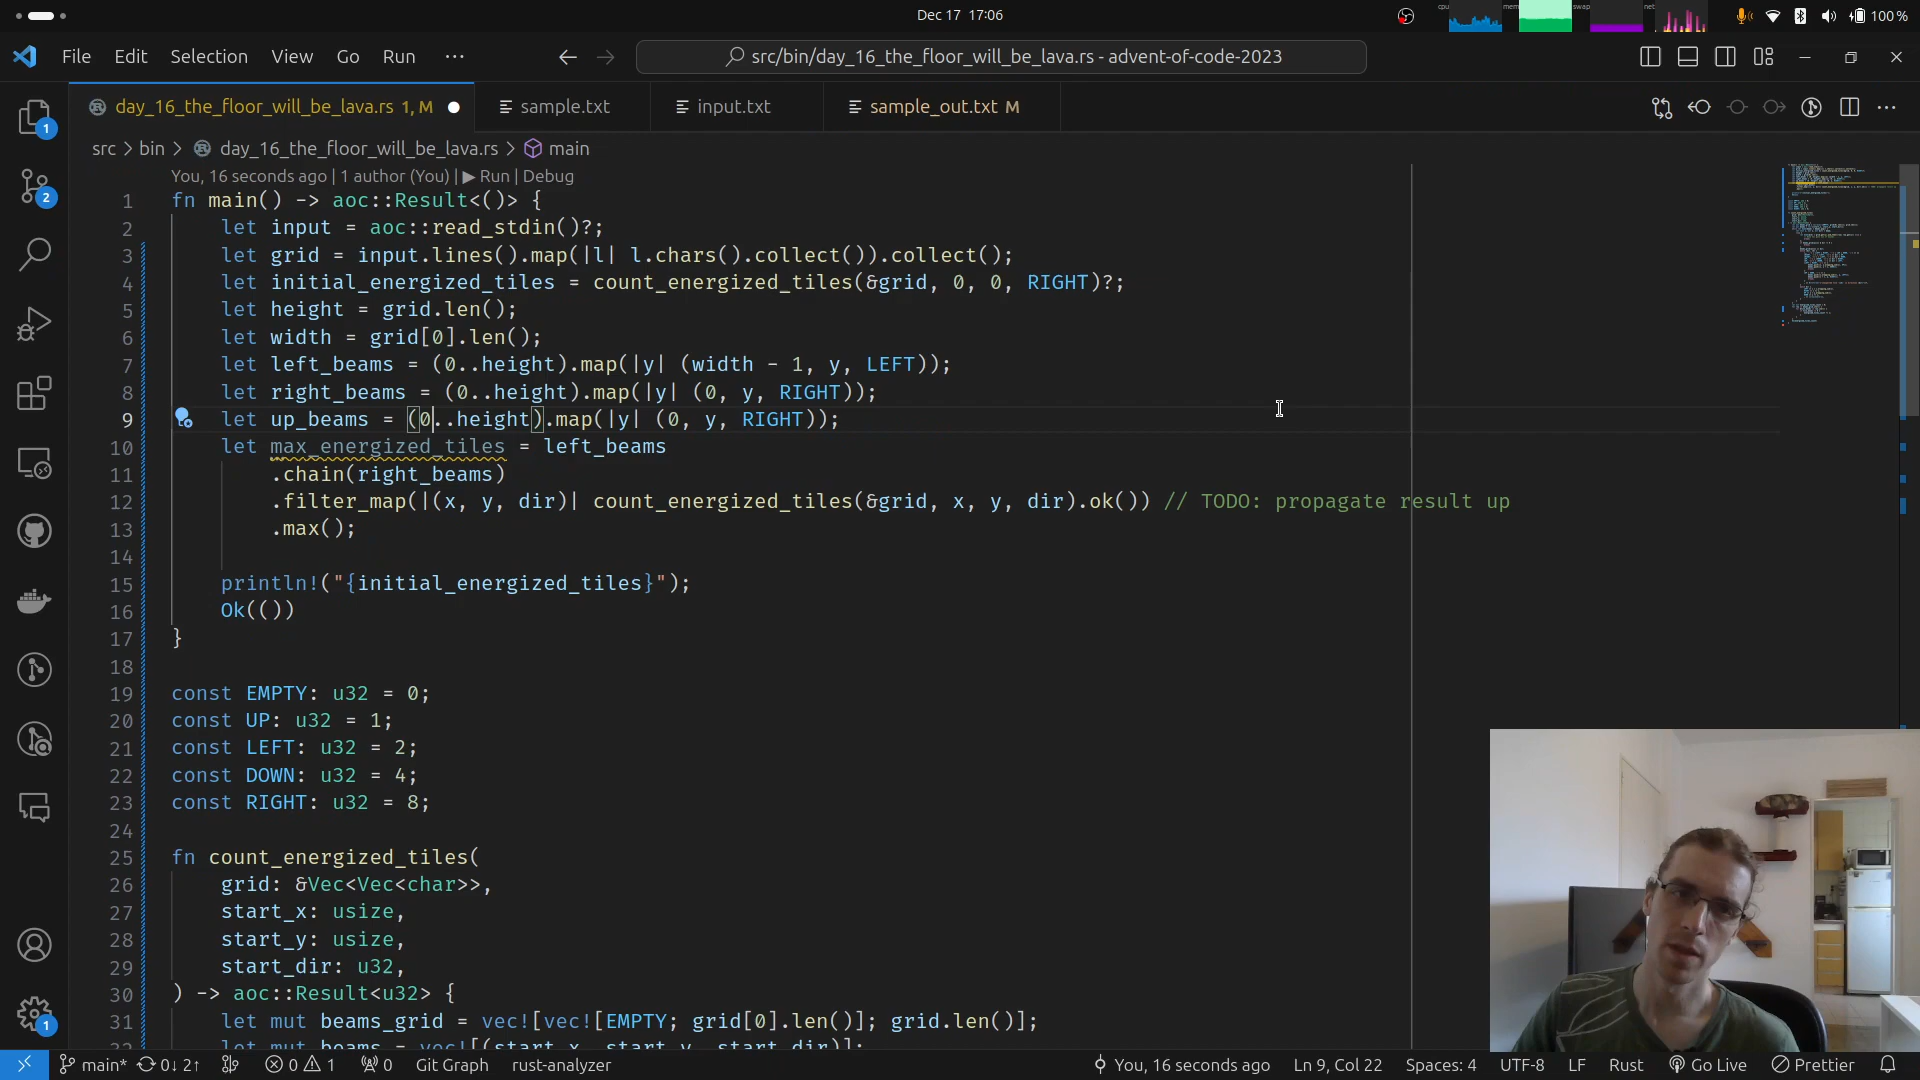 Dec 17 17:06
cpu mem swap net 100 %
File Edit Selection View Go Run ··· src/bin/day_16_the_floor_will_be_lava.rs - advent-of-code-2023
day_16_the_floor_will_be_lava.rs 1, M sample.txt input.txt sample_out.txt M
src > bin > day_16_the_floor_will_be_lava.rs > main
You, 16 seconds ago | 1 author (You) | ▶ Run | Debug
1 fn main() -> aoc::Result<()> {
2 let input = aoc::read_stdin()?;
3 let grid = input.lines().map(|l| l.chars().collect()).collect();
4 let initial_energized_tiles = count_energized_tiles(&grid, 0, 0, RIGHT)?;
5 let height = grid.len();
6 let width = grid[0].len();
7 let left_beams = (0..height).map(|y| (width - 1, y, LEFT));
8 let right_beams = (0..height).map(|y| (0, y, RIGHT));
9 let up_beams = (0..height).map(|y| (0, y, RIGHT));
10 let max_energized_tiles = left_beams
11 .chain(right_beams)
12 .filter_map(|(x, y, dir)| count_energized_tiles(&grid, x, y, dir).ok()) // TODO: propagate result up
13 .max();
14
15 println!("{initial_energized_tiles}");
16 Ok(())
17 }
18
19 const EMPTY: u32 = 0;
20 const UP: u32 = 1;
21 const LEFT: u32 = 2;
22 const DOWN: u32 = 4;
23 const RIGHT: u32 = 8;
24
25 fn count_energized_tiles(
26 grid: &Vec<Vec<char>>,
27 start_x: usize,
28 start_y: usize,
29 start_dir: u32,
30 ) -> aoc::Result<u32> {
31 let mut beams_grid = vec![vec![EMPTY; grid[0].len()]; grid.len()];
32 let mut beams = vec![(start_x, start_y, start_dir)];
1
2
1
main* 0↓ 2↑ 0 1 0 Git Graph rust-analyzer You, 16 seconds ago Ln 9, Col 22 Spaces: 4 UTF-8 LF Rust Go Live Prettier